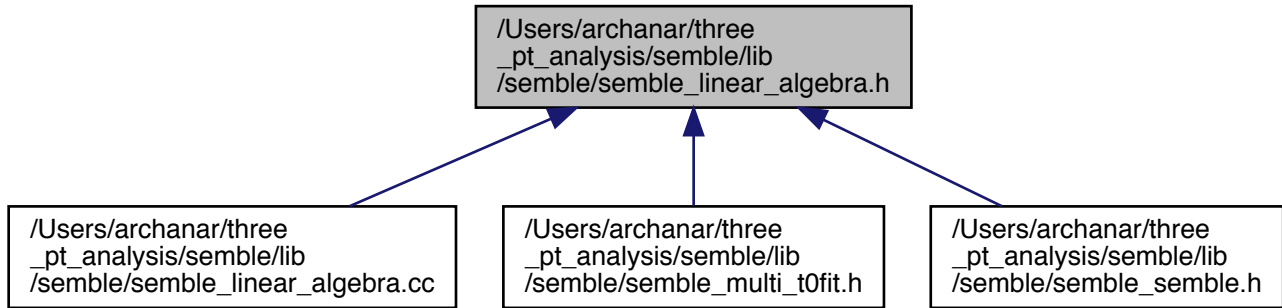 /Users/archanar/three
_pt_analysis/semble/lib
/semble/semble_linear_algebra.h
/Users/archanar/three
_pt_analysis/semble/lib
/semble/semble_linear_algebra.cc
/Users/archanar/three
_pt_analysis/semble/lib
/semble/semble_multi_t0fit.h
/Users/archanar/three
_pt_analysis/semble/lib
/semble/semble_semble.h